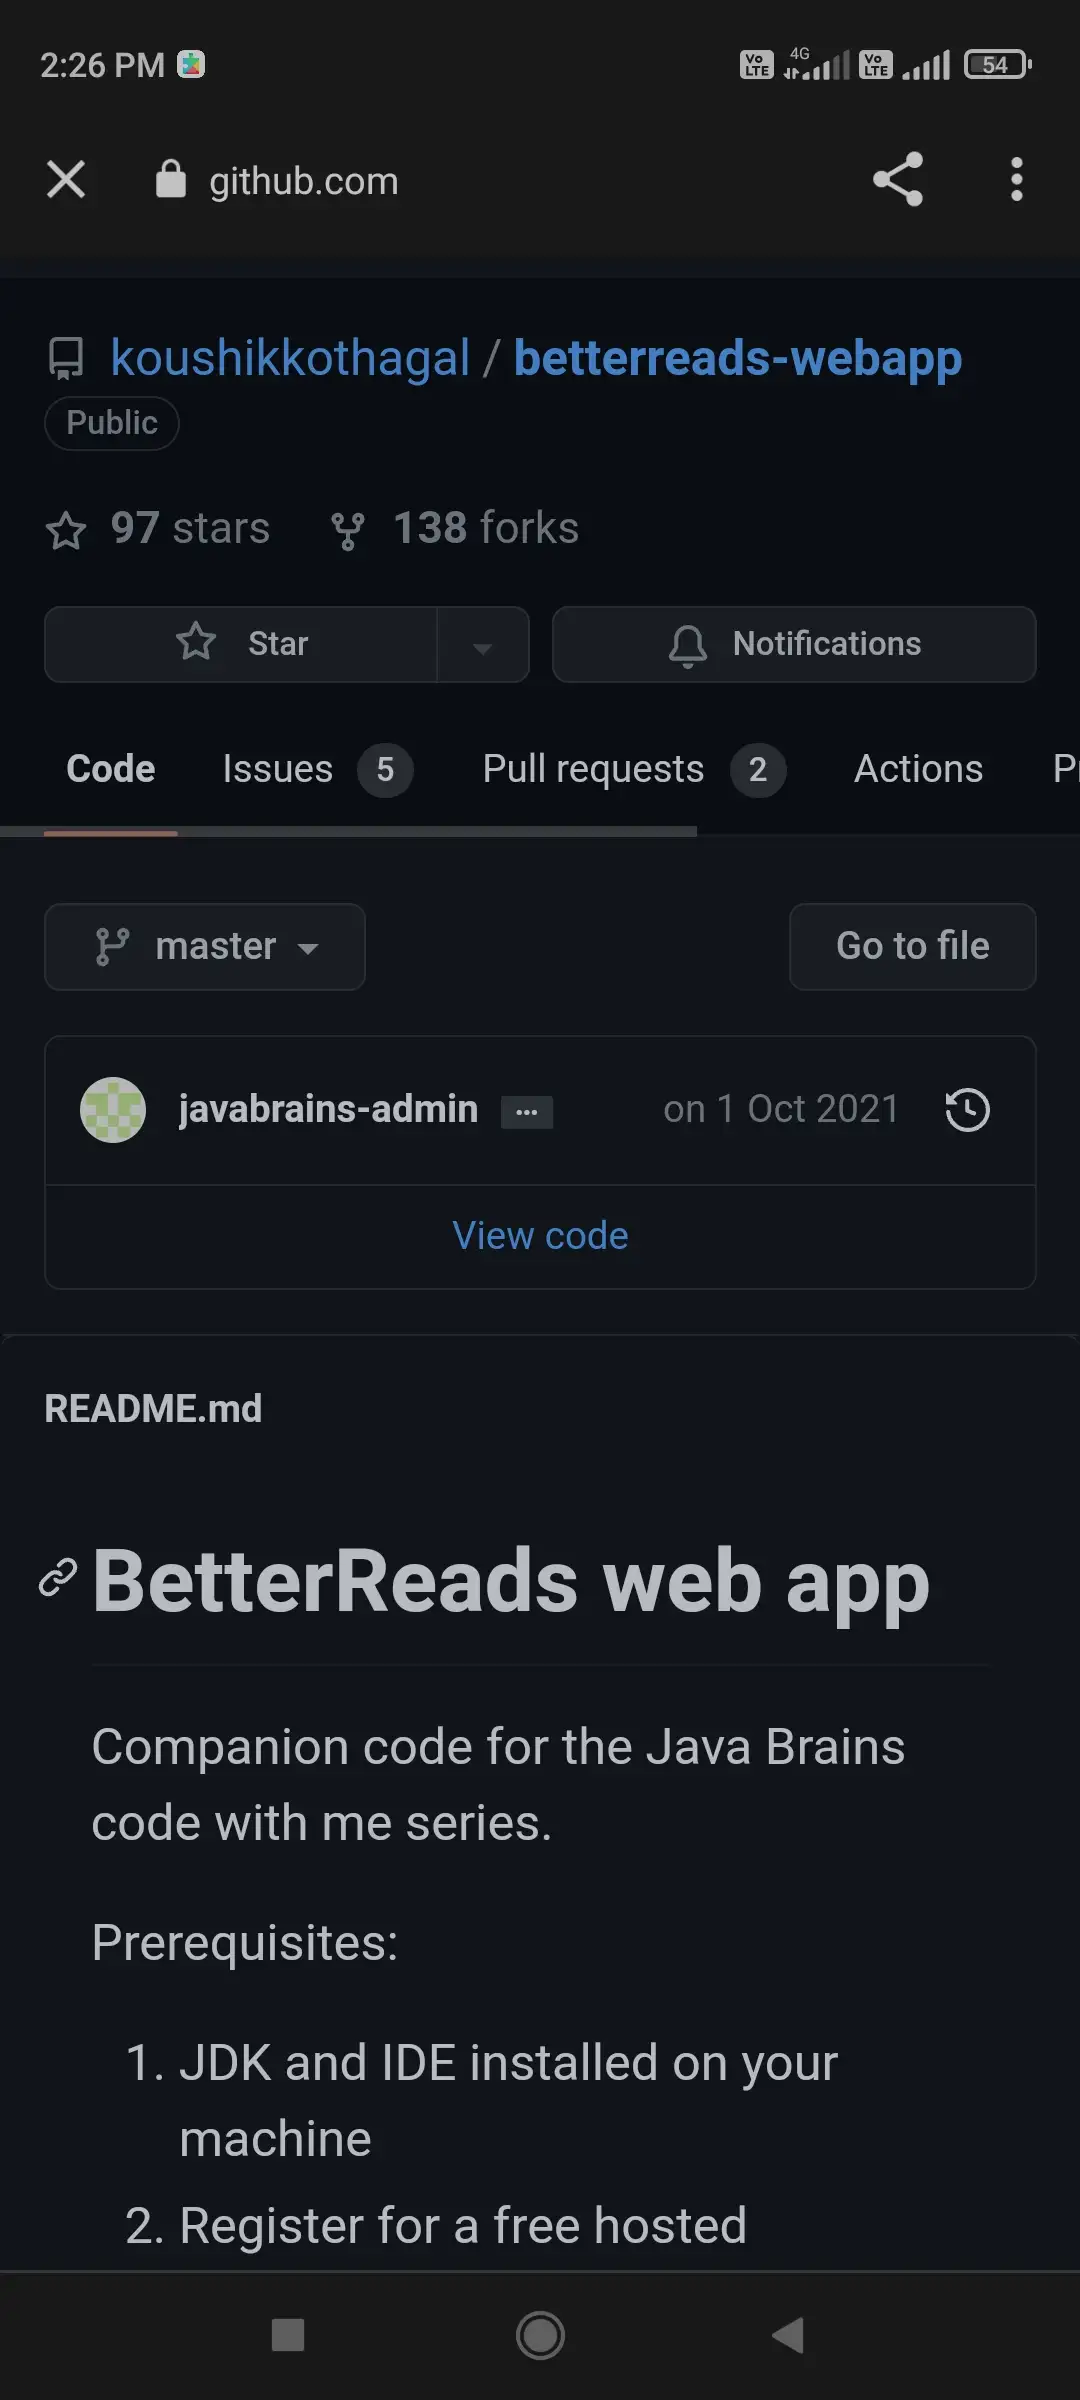 2:26 PM Vo LTE 4G Vo LTE 54
github.com
koushikkothagal / betterreads-webapp
Public
97 stars 138 forks
Star Notifications
Code Issues 5 Pull requests 2 Actions Pr
master Go to file
javabrains-admin ... on 1 Oct 2021
View code
README.md
BetterReads web app
Companion code for the Java Brains
code with me series.
Prerequisites:
1. JDK and IDE installed on your
machine
2. Register for a free hosted